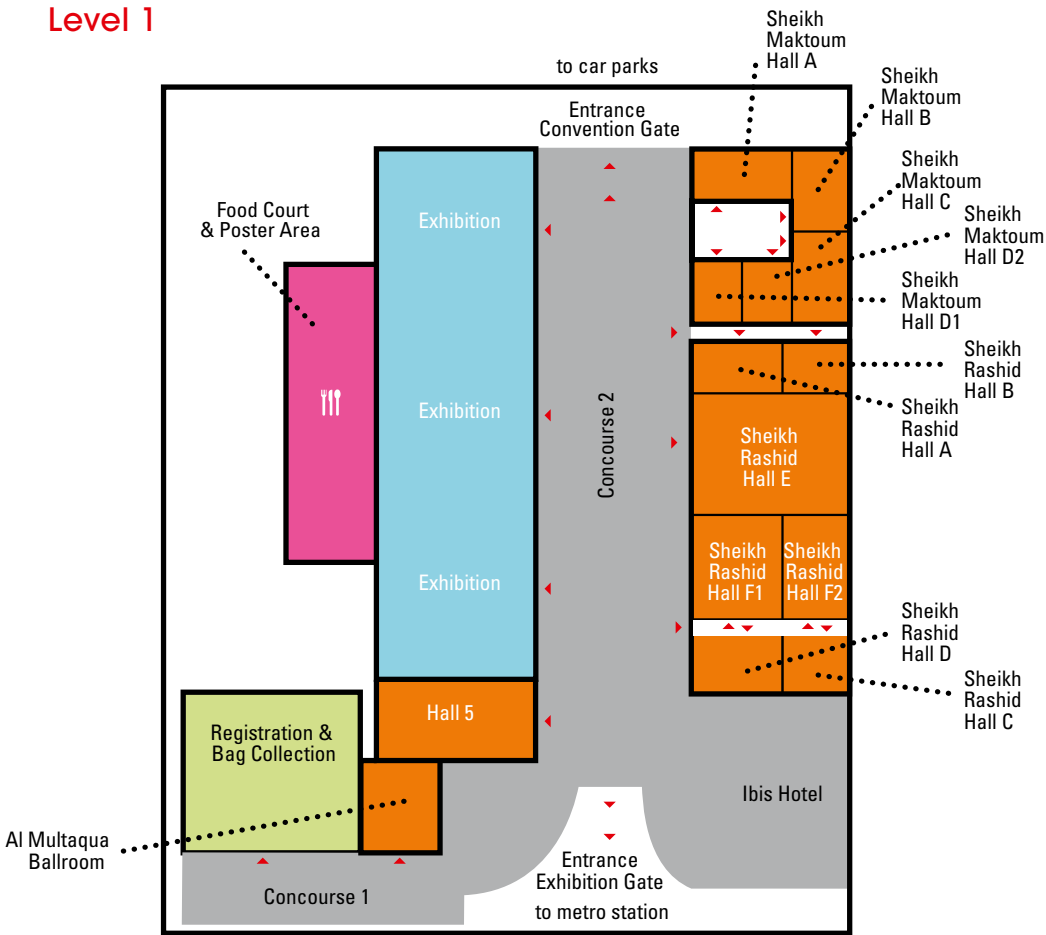 Level 1
Sheikh
Maktoum
Hall A
to car parks
Sheikh
Maktoum
Hall B
Entrance
Convention Gate
Sheikh
Maktoum
Hall C
Food Court
& Poster Area
Exhibition
Sheikh
Maktoum
Hall D2
Sheikh
Maktoum
Hall D1
Sheikh
Rashid
Hall B
Exhibition
Concourse 2
Sheikh
Rashid
Hall A
Sheikh
Rashid
Hall E
Exhibition
Sheikh
Rashid
Hall F1
Sheikh
Rashid
Hall F2
Sheikh
Rashid
Hall D
Sheikh
Rashid
Hall C
Hall 5
Registration &
Bag Collection
Ibis Hotel
Al Multaqua
Ballroom
Entrance
Exhibition Gate
Concourse 1
to metro station